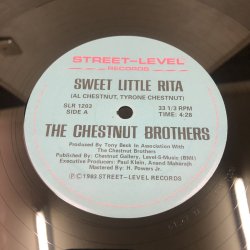 STREET-LEVEL
RECORDS
SWEET LITTLE RITA
(AL CHESTNUT, TYRONE CHESTNUT)
SLR 1203
SIDE A
33 1/3 RPM
TIME: 4:28
THE CHESTNUT BROTHERS
Produced By Tony Beck In Association With
The Chestnut Brothers
Published By: Chestnut Gallery, Level-G-Music (BMI)
Executive Producers: Paul Klein, Anand Maharajh
Mastered By: H. Powers Jr.
Ⓟ © 1983 STREET-LEVEL RECORDS